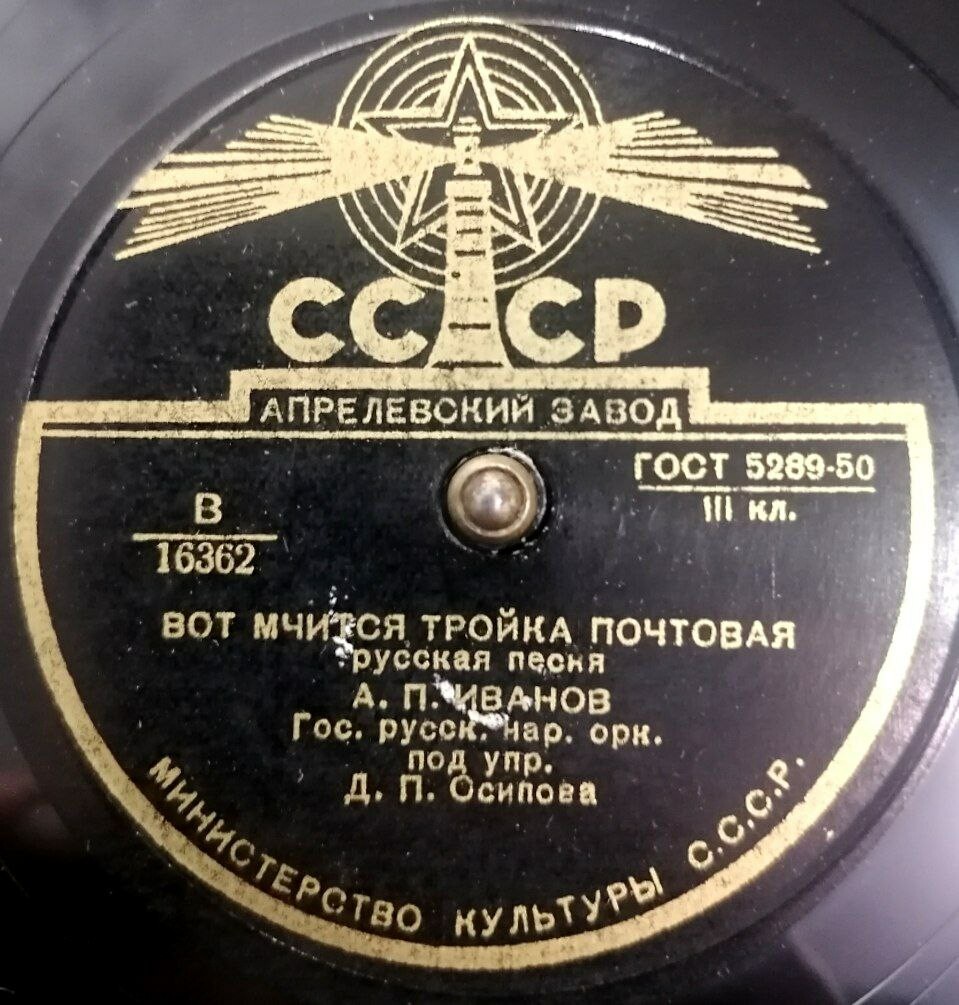 СССР
АПРЕЛЕВСКИЙ ЗАВОД
ГОСТ 5289-50
III кл.
В
16362
ВОТ МЧИТСЯ ТРОЙКА ПОЧТОВАЯ
русская песня
А. П. ИВАНОВ
Гос. русск. нар. орк.
под упр.
Д. П. Осипова
МИНИСТЕРСТВО КУЛЬТУРЫ С.С.С.Р.